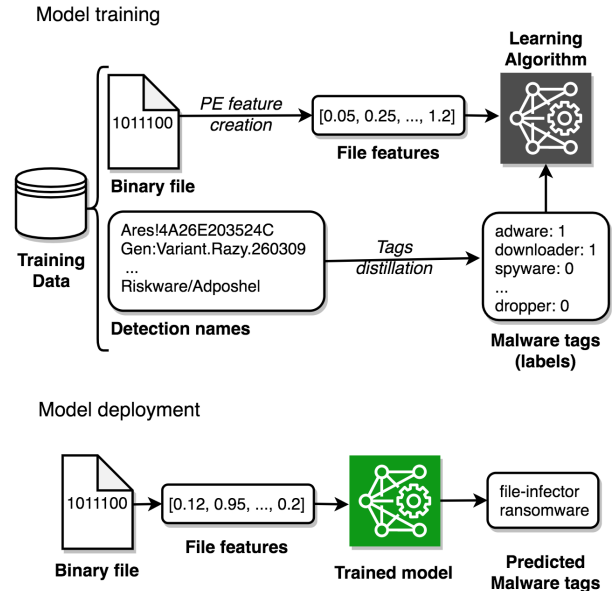 Model training
Learning
Algorithm
1011100
PE feature
creation
[0.05, 0.25, ..., 1.2]
File features
Binary file
Training
Data
Ares!4A26E203524C
Gen:Variant.Razy.260309
...
Riskware/Adposhel
Detection names
Tags
distillation
adware: 1
downloader: 1
spyware: 0
...
dropper: 0
Malware tags
(labels)
Model deployment
1011100
[0.12, 0.95, ..., 0.2]
file-infector
ransomware
File features
Binary file
Trained model
Predicted
Malware tags